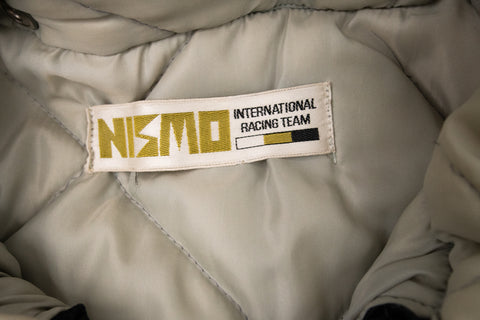 NISMO
INTERNATIONAL
RACING TEAM